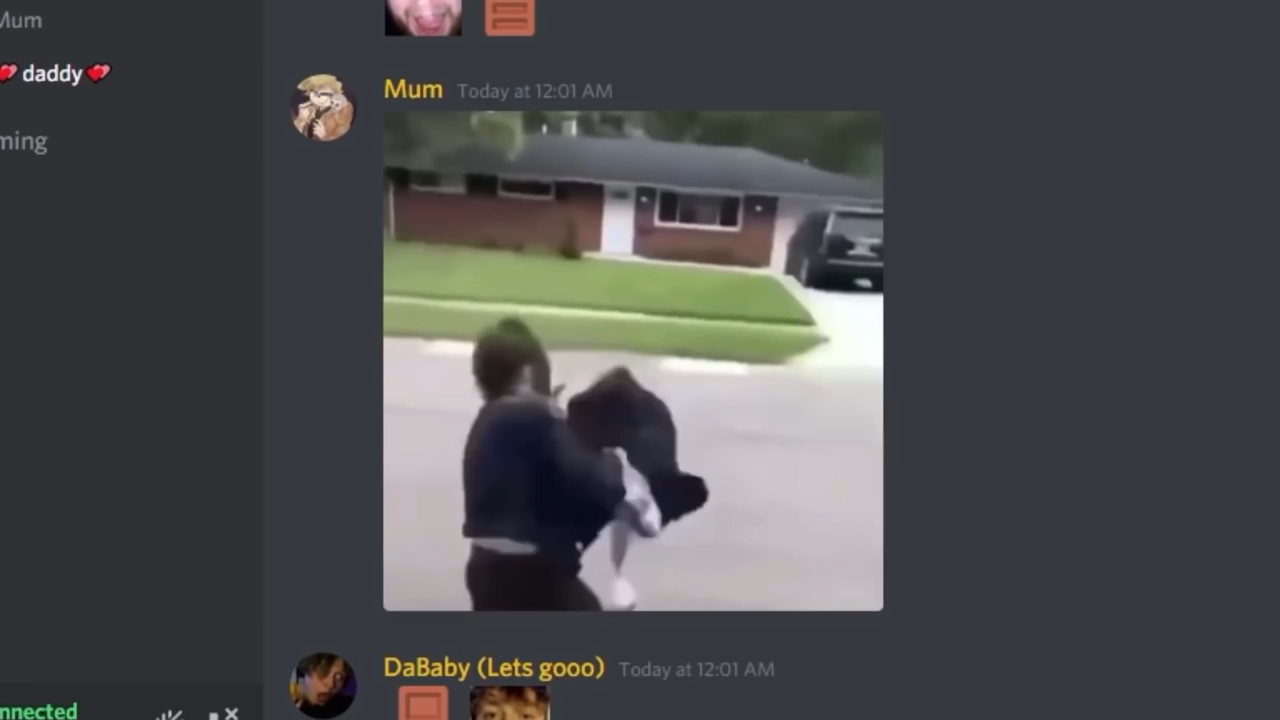 Mum
daddy
ming
Mum Today at 12:01 AM
DaBaby (Lets gooo) Today at 12:01 AM
nnected